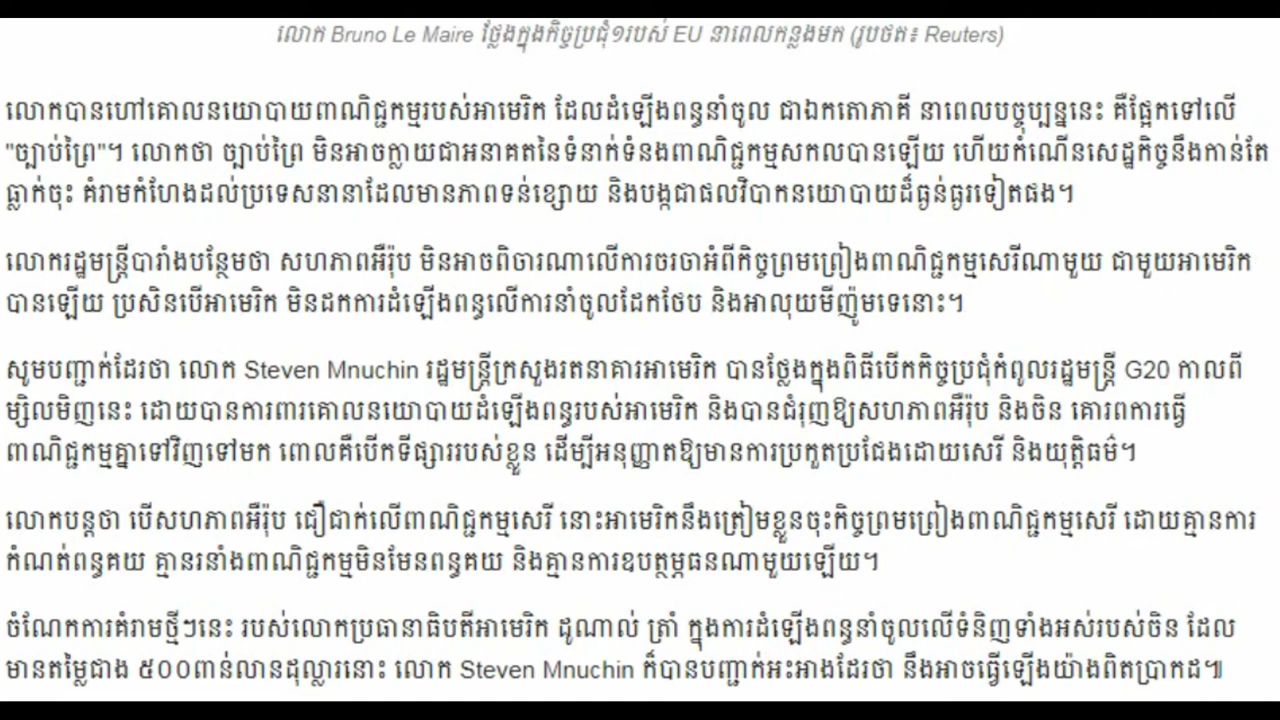 លោក Bruno Le Maire ថ្លែងក្នុងកិច្ចប្រជុំ១របស់ EU នាពេលកន្លងមក (រូបថត៖ Reuters)
លោកបានហៅគោលនយោបាយពាណិជ្ជកម្មរបស់អាមេរិក ដែលដំឡើងពន្ធនាំចូល ជាឯកតោភាគី នាពេលបច្ចុប្បន្ននេះ គឺផ្អែកទៅលើ
"ច្បាប់ព្រៃ"។ លោកថា ច្បាប់ព្រៃ មិនអាចក្លាយជាអនាគតនៃទំនាក់ទំនងពាណិជ្ជកម្មសកលបានឡើយ ហើយកំណើនសេដ្ឋកិច្ចនឹងកាន់តែ
ធ្លាក់ចុះ គំរាមកំហែងដល់ប្រទេសនានាដែលមានភាពទន់ខ្សោយ និងបង្កជាផលវិបាកនយោបាយដ៏ធ្ងន់ធ្ងរទៀតផង។
លោករដ្ឋមន្ត្រីបារាំងបន្ថែមថា សហភាពអឺរ៉ុប មិនអាចពិចារណាលើការចរចាអំពីកិច្ចព្រមព្រៀងពាណិជ្ជកម្មសេរីណាមួយ ជាមួយអាមេរិក
បានឡើយ ប្រសិនបើអាមេរិក មិនដកការដំឡើងពន្ធលើការនាំចូលដែកថែប និងអាលុយមីញ៉ូមទេនោះ។
សូមបញ្ជាក់ដែរថា លោក Steven Mnuchin រដ្ឋមន្ត្រីក្រសួងរតនាគារអាមេរិក បានថ្លែងក្នុងពិធីបើកកិច្ចប្រជុំកំពូលរដ្ឋមន្ត្រី G20 កាលពី
ម្សិលមិញនេះ ដោយបានការពារគោលនយោបាយដំឡើងពន្ធរបស់អាមេរិក និងបានជំរុញឱ្យសហភាពអឺរ៉ុប និងចិន គោរពការធ្វើ
ពាណិជ្ជកម្មគ្នាទៅវិញទៅមក ពោលគឺបើកទីផ្សាររបស់ខ្លួន ដើម្បីអនុញ្ញាតឱ្យមានការប្រកួតប្រជែងដោយសេរី និងយុត្តិធម៌។
លោកបន្តថា បើសហភាពអឺរ៉ុប ជឿជាក់លើពាណិជ្ជកម្មសេរី នោះអាមេរិកនឹងត្រៀមខ្លួនចុះកិច្ចព្រមព្រៀងពាណិជ្ជកម្មសេរី ដោយគ្មានការ
កំណត់ពន្ធគយ គ្មានរនាំងពាណិជ្ជកម្មមិនមែនពន្ធគយ និងគ្មានការឧបត្ថម្ភធនណាមួយឡើយ។
ចំណែកការគំរាមថ្មីៗនេះ របស់លោកប្រធានាធិបតីអាមេរិក ដូណាល់ ត្រាំ ក្នុងការដំឡើងពន្ធនាំចូលលើទំនិញទាំងអស់របស់ចិន ដែល
មានតម្លៃជាង ៥០០ពាន់លានដុល្លារនោះ លោក Steven Mnuchin ក៏បានបញ្ជាក់អះអាងដែរថា នឹងអាចធ្វើឡើងយ៉ាងពិតប្រាកដ៕